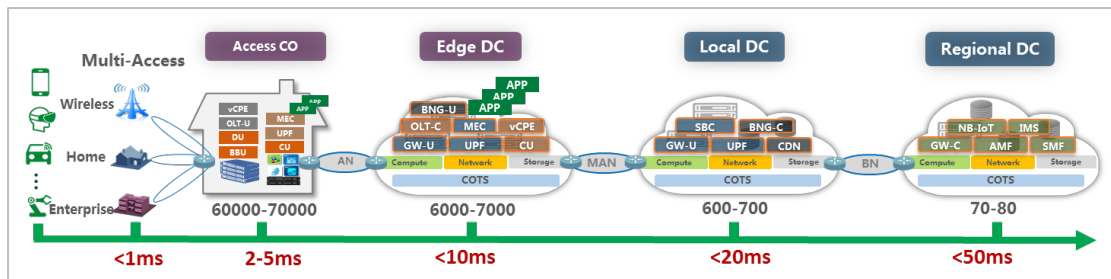 Access CO
Edge DC
Local DC
Regional DC
Multi-Access
Wireless
Home
Enterprise
vCPE
OLT-U
DU
BBU
App
APP
MEC
UPF
CU
60000-70000
AN
APP
APP
APP
BNG-U
OLT-C
MEC
vCPE
GW-U
UPF
CU
Compute
Network
Storage
COTS
6000-7000
MAN
SBC
BNG-C
GW-U
UPF
CDN
Compute
Network
Storage
COTS
600-700
BN
NB-IoT
IMS
GW-C
AMF
SMF
Compute
Network
Storage
COTS
70-80
<1ms
2-5ms
<10ms
<20ms
<50ms